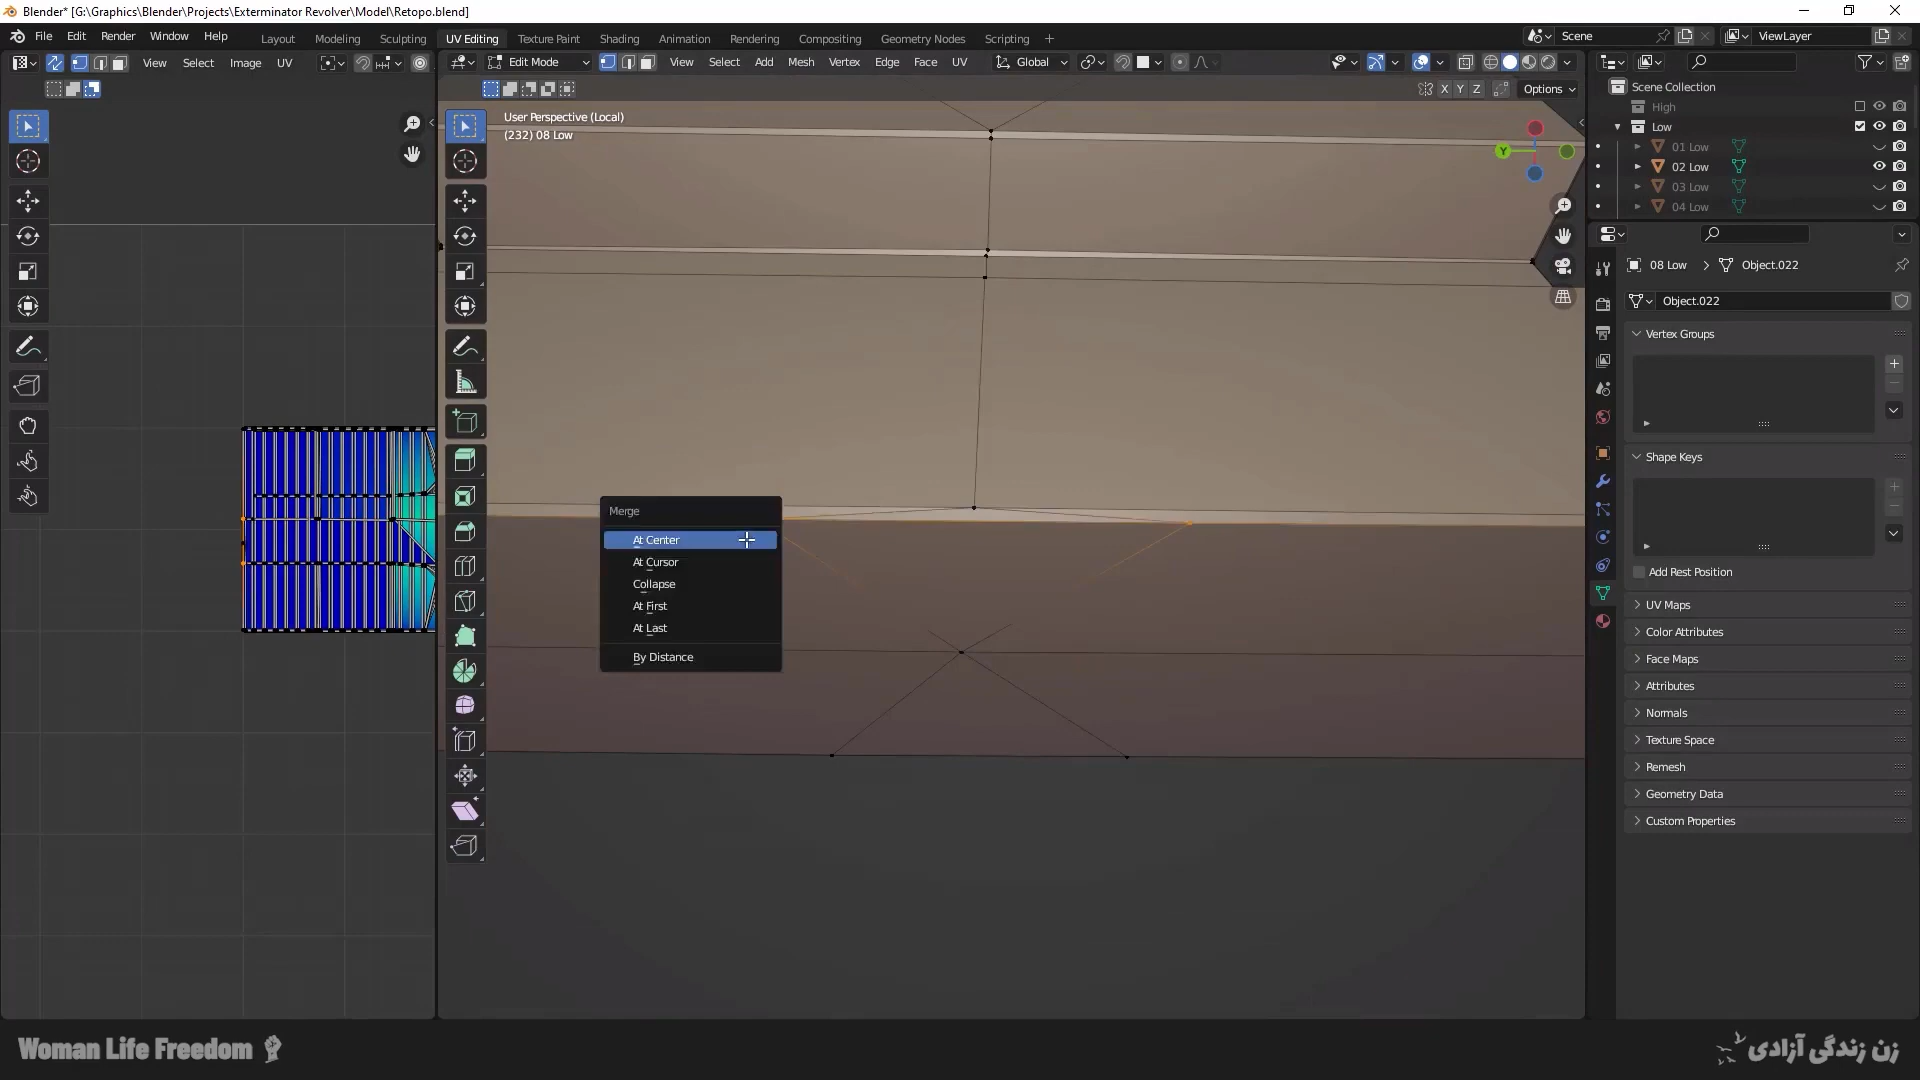 Blender* [G:\Graphics\Blender\Projects\Exterminator Revolver\Model\Retopo.blend]
File Edit Render Window Help Layout Modeling Sculpting UV Editing Texture Paint Shading Animation Rendering Compositing Geometry Nodes Scripting + Scene ViewLayer
View Select Image UV Edit Mode View Select Add Mesh Vertex Edge Face UV Global
X Y Z Options
Scene Collection
High
Low
01 Low
02 Low
03 Low
04 Low
User Perspective (Local)
(232) 08 Low
Y
08 Low > Object.022
Object.022
Vertex Groups
Shape Keys
Add Rest Position
UV Maps
Color Attributes
Face Maps
Attributes
Normals
Texture Space
Remesh
Geometry Data
Custom Properties
Merge
At Center
At Cursor
Collapse
At First
At Last
By Distance
Woman Life Freedom
زن زندگی آزادی